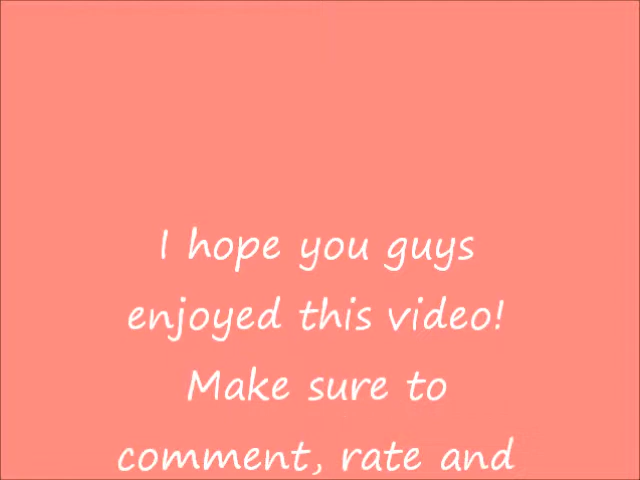 I hope you guys
enjoyed this video!
Make sure to
comment, rate and